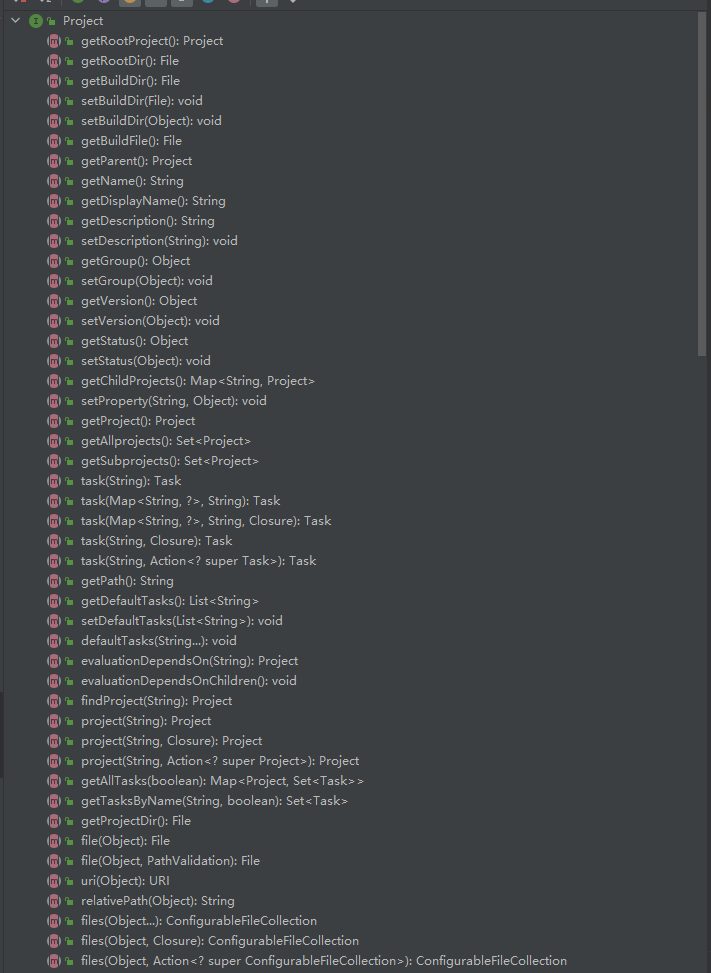 Project
getRootProject(): Project
getRootDir(): File
getBuildDir(): File
setBuildDir(File): void
setBuildDir(Object): void
getBuildFile(): File
getParent(): Project
getName(): String
getDisplayName(): String
getDescription(): String
setDescription(String): void
getGroup(): Object
setGroup(Object): void
getVersion(): Object
setVersion(Object): void
getStatus(): Object
setStatus(Object): void
getChildProjects(): Map<String, Project>
setProperty(String, Object): void
getProject(): Project
getAllprojects(): Set<Project>
getSubprojects(): Set<Project>
task(String): Task
task(Map<String, ?>, String): Task
task(Map<String, ?>, String, Closure): Task
task(String, Closure): Task
task(String, Action<? super Task>): Task
getPath(): String
getDefaultTasks(): List<String>
setDefaultTasks(List<String>): void
defaultTasks(String...): void
evaluationDependsOn(String): Project
evaluationDependsOnChildren(): void
findProject(String): Project
project(String): Project
project(String, Closure): Project
project(String, Action<? super Project>): Project
getAllTasks(boolean): Map<Project, Set<Task>>
getTasksByName(String, boolean): Set<Task>
getProjectDir(): File
file(Object): File
file(Object, PathValidation): File
uri(Object): URI
relativePath(Object): String
files(Object...): ConfigurableFileCollection
files(Object, Closure): ConfigurableFileCollection
files(Object, Action<? super ConfigurableFileCollection>): ConfigurableFileCollection